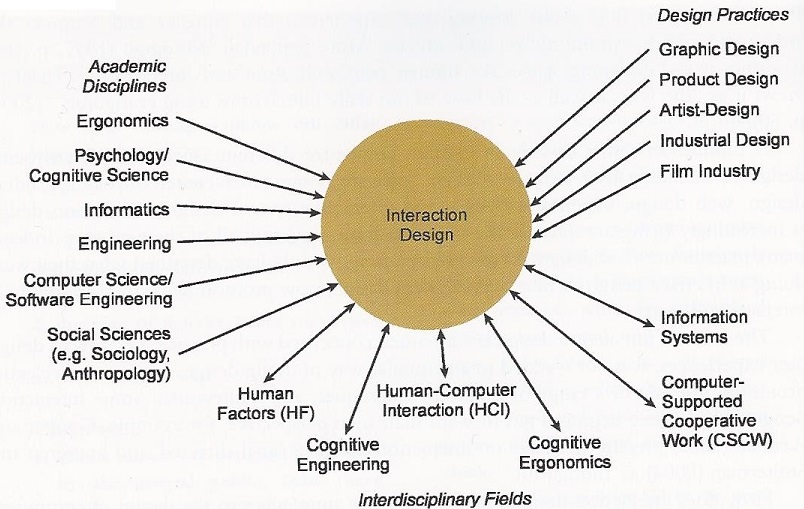 Design Practices
Graphic Design
Product Design
Artist-Design
Industrial Design
Film Industry
Academic
Disciplines
Ergonomics
Psychology/
Cognitive Science
Informatics
Engineering
Computer Science/
Software Engineering
Social Sciences
(e.g. Sociology,
Anthropology)
Interaction
Design
Human
Factors (HF)
Cognitive
Engineering
Human-Computer
Interaction (HCI)
Cognitive
Ergonomics
Information
Systems
Computer-
Supported
Cooperative
Work (CSCW)
Interdisciplinary Fields